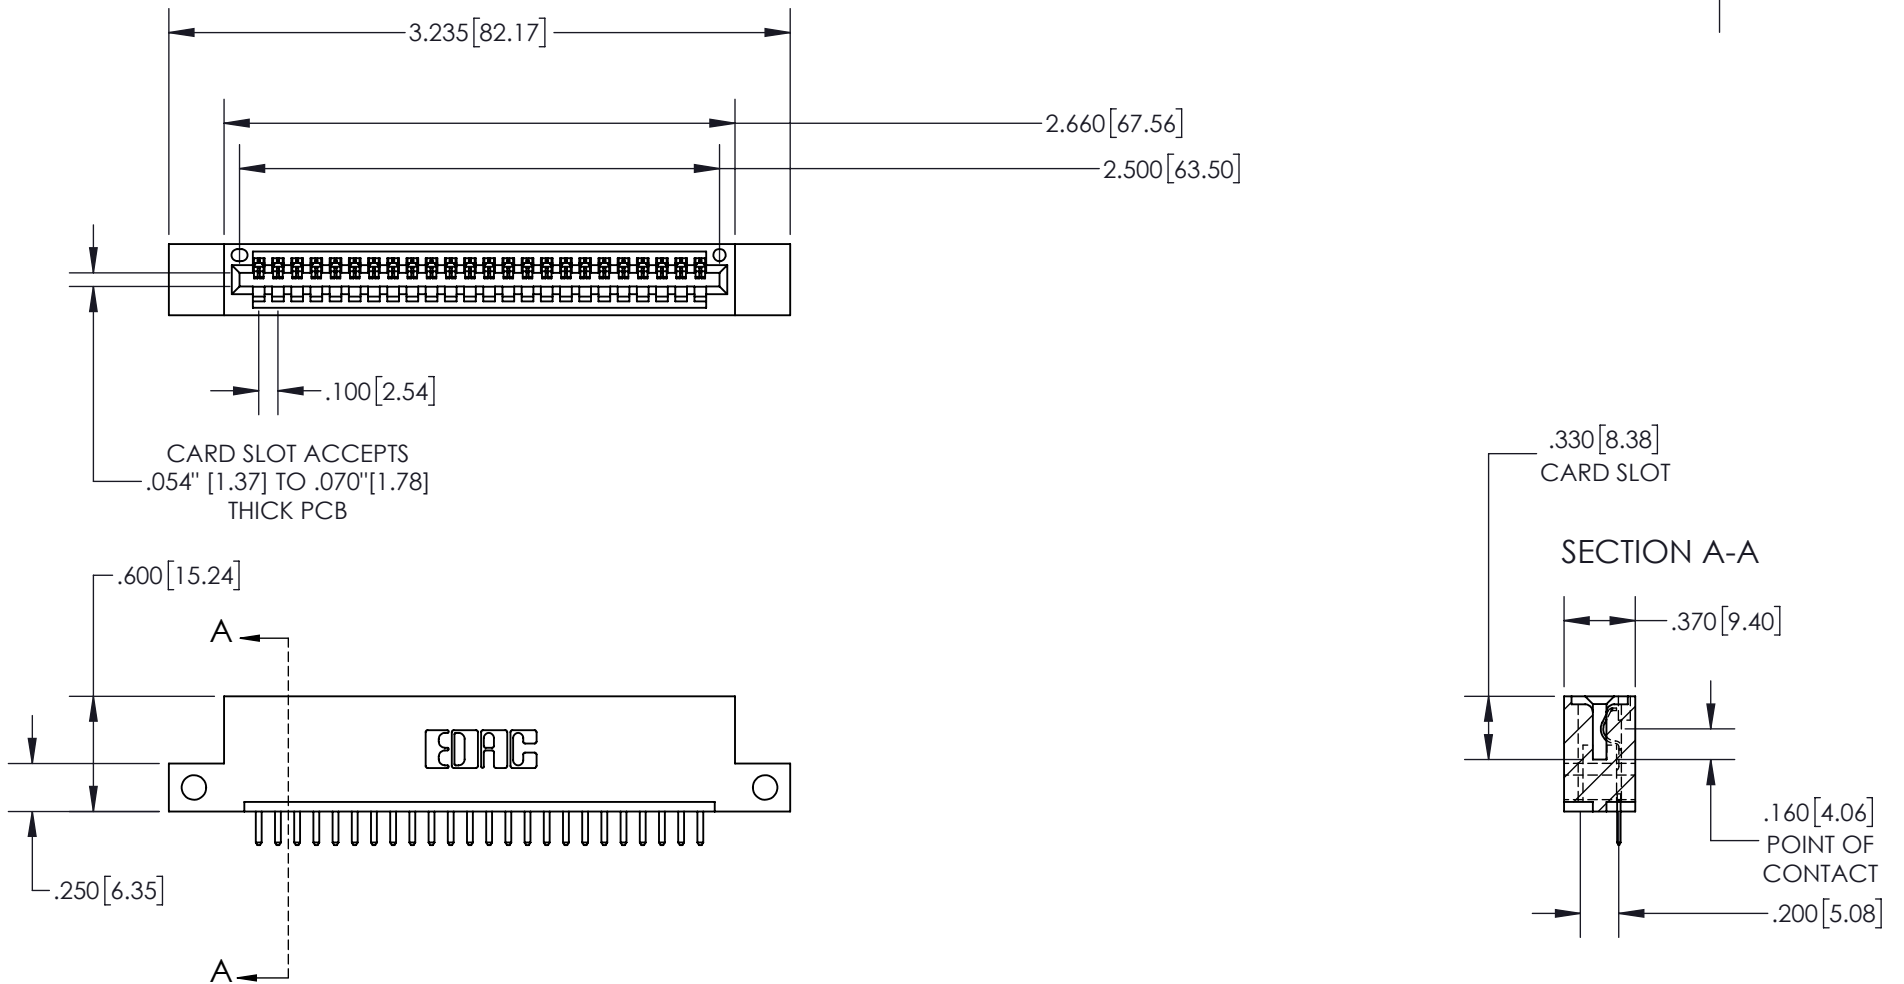 3.235[82.17]
2.660[67.56]
2.500[63.50]
.100[2.54]
CARD SLOT ACCEPTS
.054" [1.37] TO .070"[1.78]
THICK PCB
.330[8.38]
CARD SLOT
SECTION A-A
.600[15.24]
.370[9.40]
A
EDAC
.160[4.06]
POINT OF
CONTACT
.250[6.35]
.200[5.08]
A